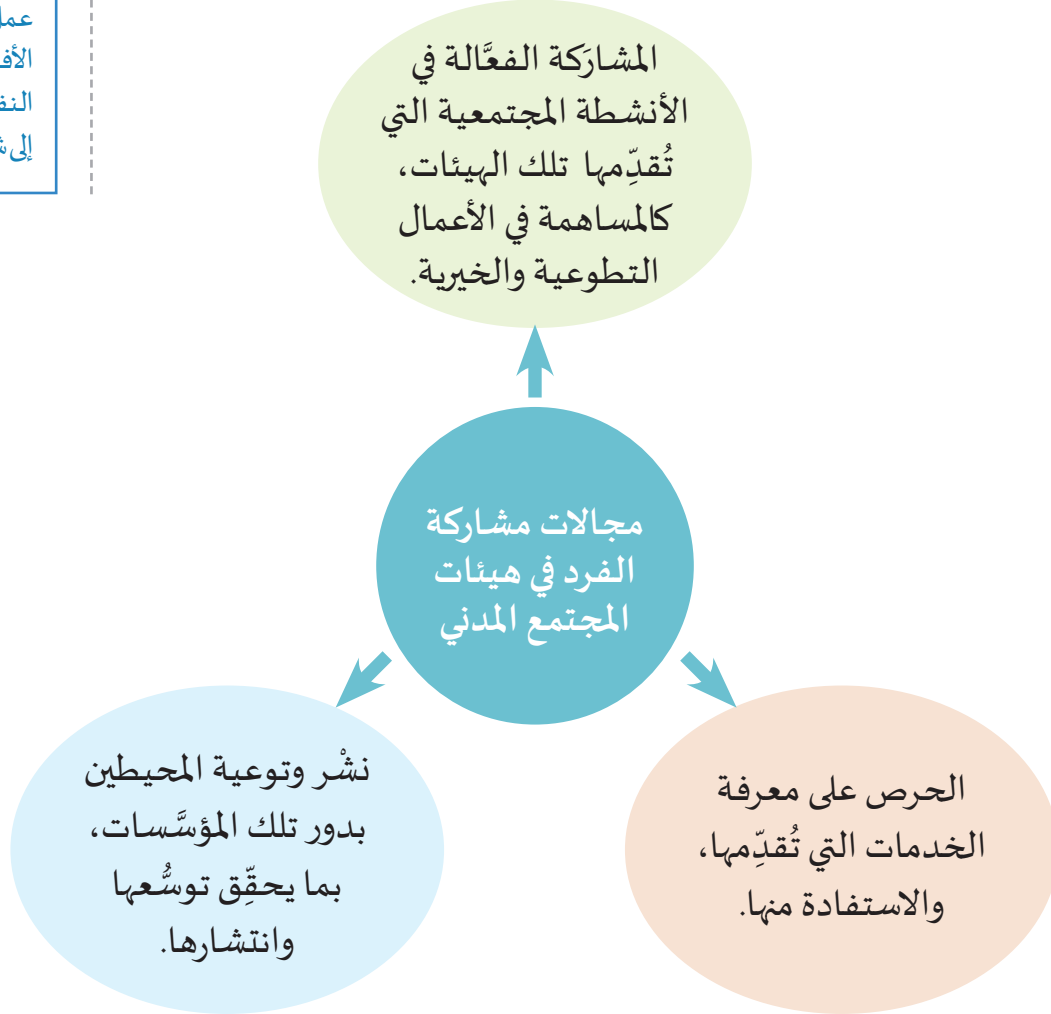 المشارَكة الفعَّالة في
الأنشطة المجتمعية التي
تُقدِّمها تلك الهيئات،
كالمساهمة في الأعمال
التطوعية والخيرية.
مجالات مشاركة
الفرد في هيئات
المجتمع المدني
الحرص على معرفة
الخدمات التي تُقدِّمها،
والاستفادة منها.
نشْر وتوعية المحيطين
بدور تلك المؤسَّسات،
بما يحقِّق توسُّعها
وانتشارها.